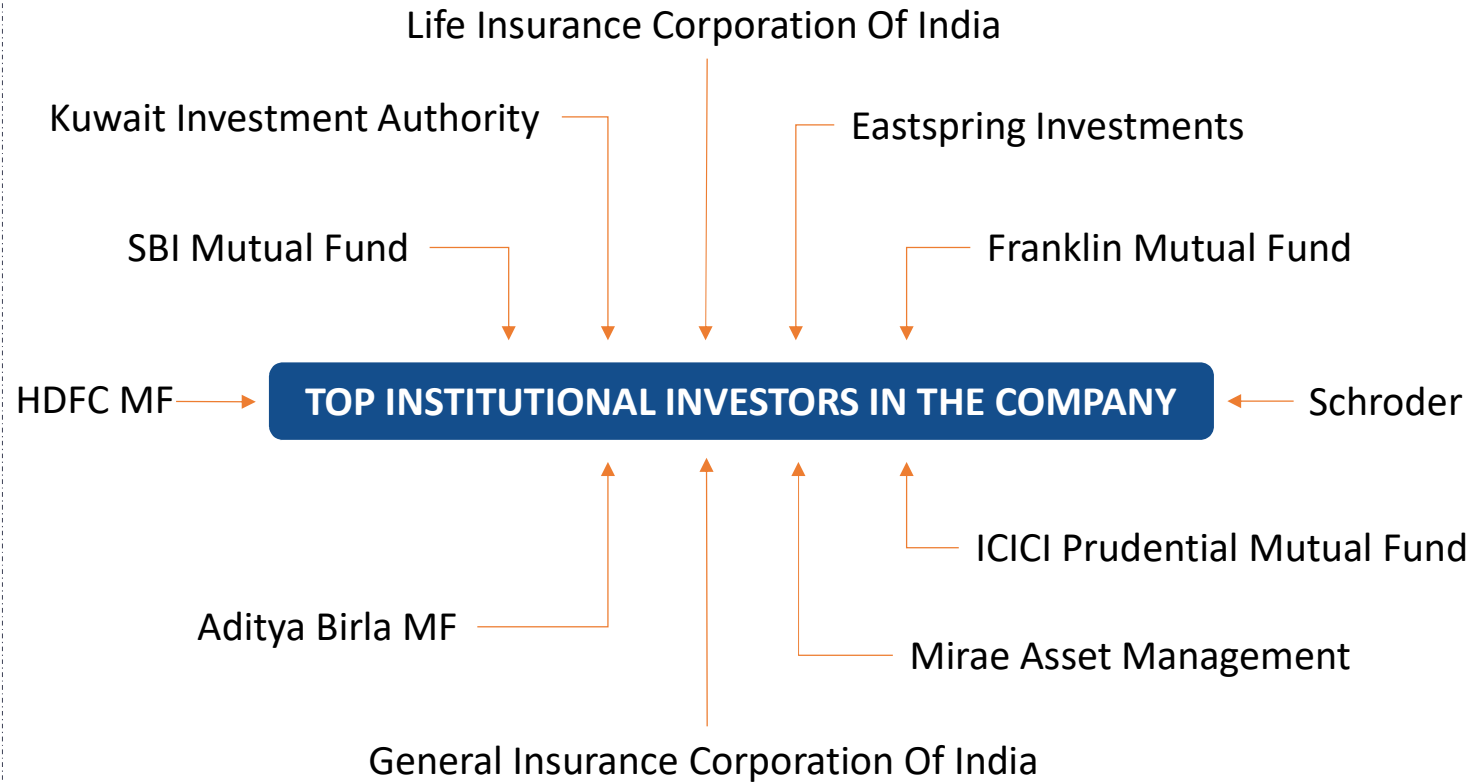 Life Insurance Corporation Of India
Kuwait Investment Authority
Eastspring Investments
SBI Mutual Fund
Franklin Mutual Fund
HDFC MF
TOP INSTITUTIONAL INVESTORS IN THE COMPANY
Schroder
ICICI Prudential Mutual Fund
Aditya Birla MF
Mirae Asset Management
General Insurance Corporation Of India